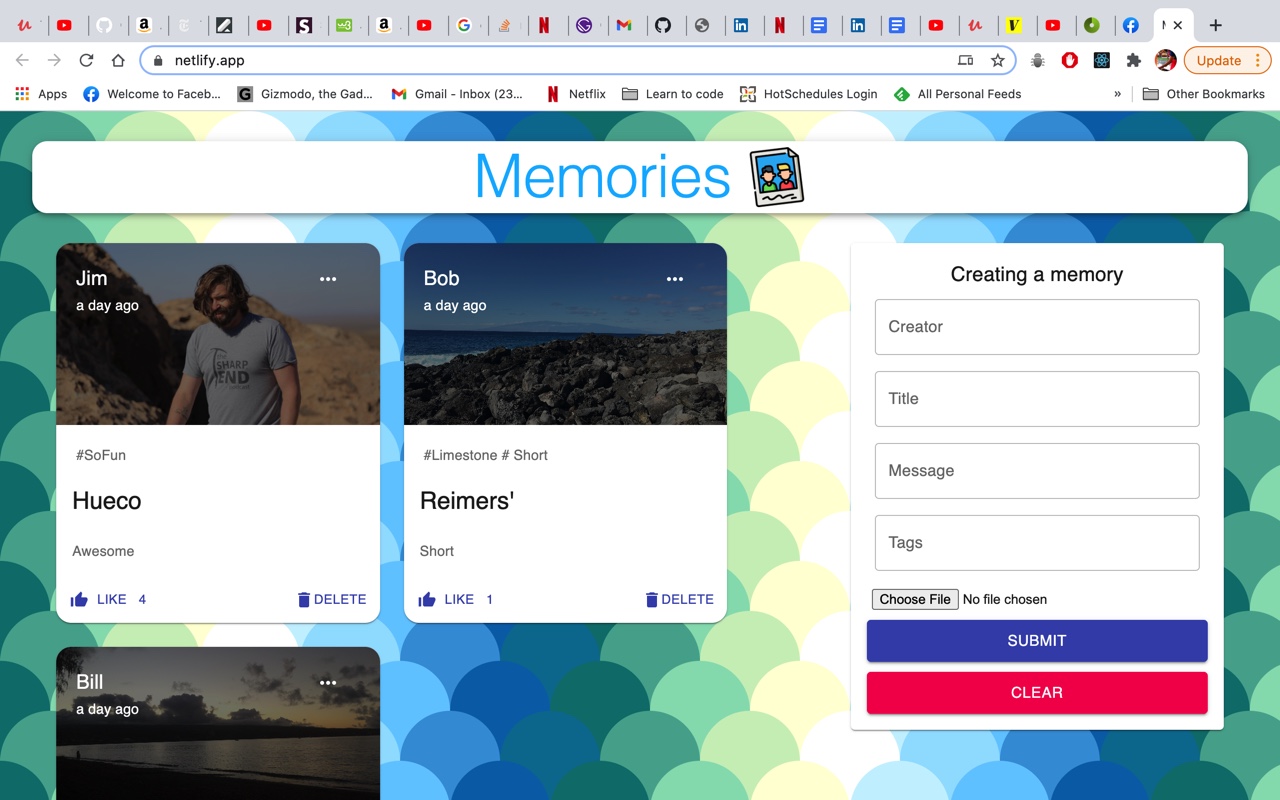 netlify.app
Update
Apps
Welcome to Faceb...
Gizmodo, the Gad...
Gmail - Inbox (23...
Netflix
Learn to code
HotSchedules Login
All Personal Feeds
»
Other Bookmarks
Memories
Jim
a day ago
SHARP
END
#SoFun
Hueco
Awesome
LIKE 4
DELETE
Bob
a day ago
#Limestone # Short
Reimers'
Short
LIKE 1
DELETE
Bill
a day ago
Creating a memory
Creator
Title
Message
Tags
Choose File No file chosen
SUBMIT
CLEAR